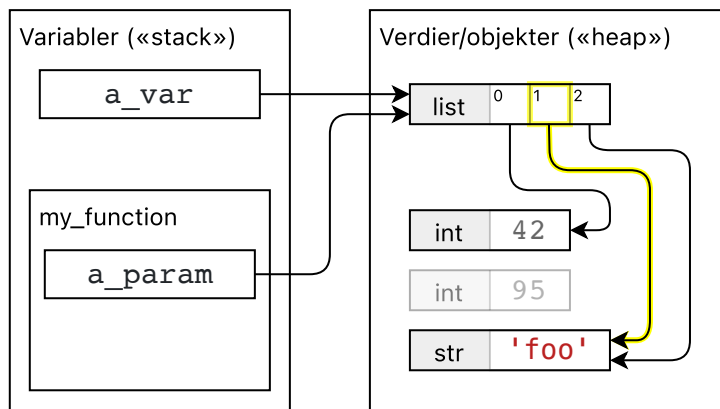 Variabler («stack»)
a_var
my_function
a_param
Verdier/objekter («heap»)
list 0 1 2
int 42
int 95
str 'foo'